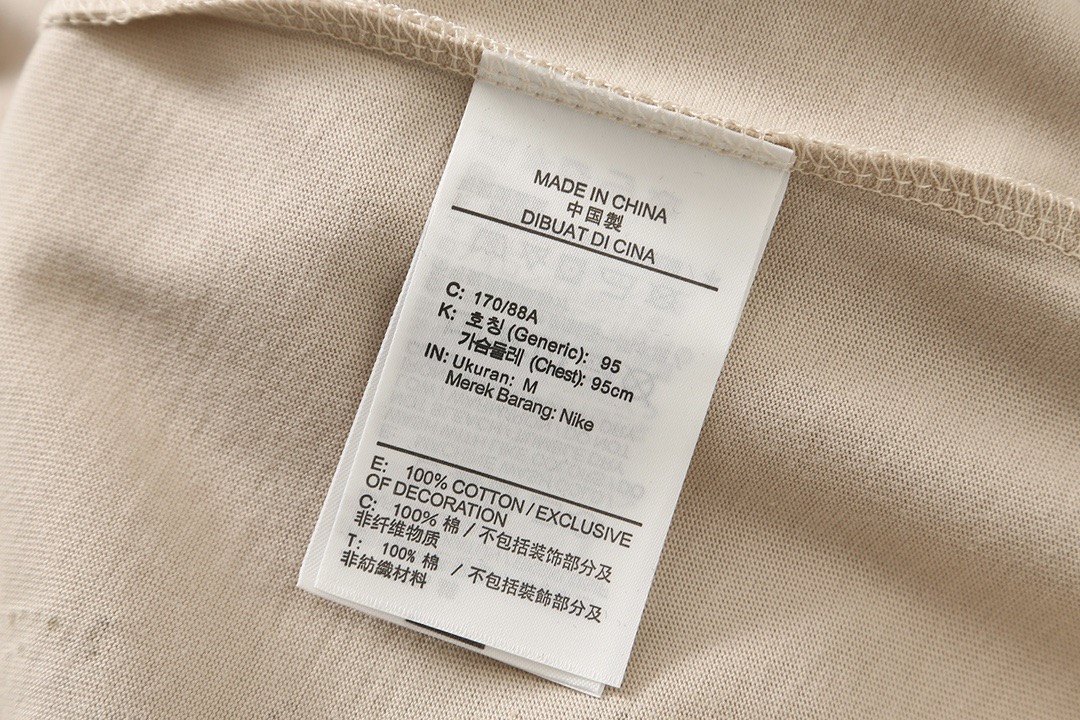 MADE IN CHINA
中国製
DIBUAT DI CINA
C: 170/88A
K: 호칭 (Generic): 95
가슴둘레 (Chest): 95cm
IN: Ukuran: M
Merek Barang: Nike
E: 100% COTTON / EXCLUSIVE
OF DECORATION
C: 100% 棉 / 不包括装饰部分及
非纤维物质
T: 100% 棉 / 不包括裝飾部分及
非紡織材料